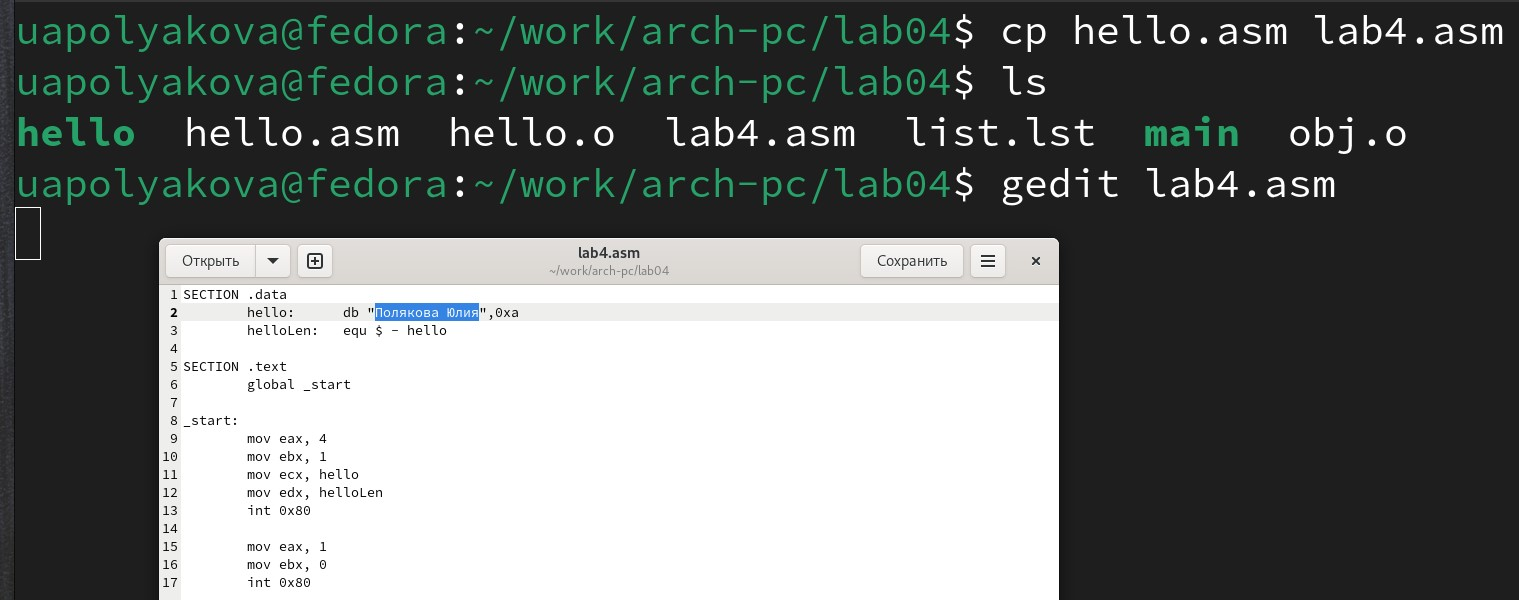 uapolyakova@fedora:~/work/arch-pc/lab04$ cp hello.asm lab4.asm
uapolyakova@fedora:~/work/arch-pc/lab04$ ls
hello  hello.asm  hello.o  lab4.asm  list.lst  main  obj.o
uapolyakova@fedora:~/work/arch-pc/lab04$ gedit lab4.asm
Открыть
lab4.asm
~/work/arch-pc/lab04
Сохранить
1 SECTION .data
2         hello:      db "Полякова Юлия",0xa
3         helloLen:   equ $ - hello
4
5 SECTION .text
6         global _start
7
8 _start:
9         mov eax, 4
10         mov ebx, 1
11         mov ecx, hello
12         mov edx, helloLen
13         int 0x80
14
15         mov eax, 1
16         mov ebx, 0
17         int 0x80